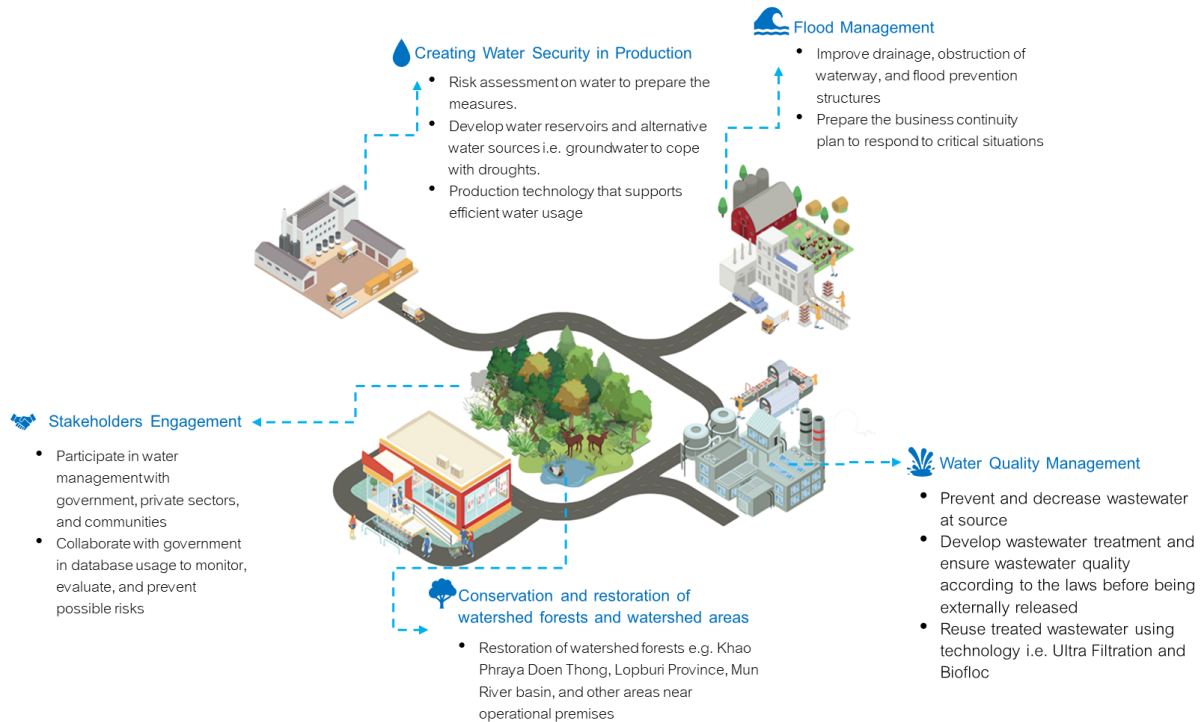 Flood Management
• Improve drainage, obstruction of
waterway, and flood prevention
structures
• Prepare the business continuity
plan to respond to critical situations
Creating Water Security in Production
• Risk assessment on water to prepare the
measures.
• Develop water reservoirs and alternative
water sources i.e. groundwater to cope
with droughts.
• Production technology that supports
efficient water usage
Stakeholders Engagement
• Participate in water
management with
government, private sectors,
and communities
• Collaborate with government
in database usage to monitor,
evaluate, and prevent
possible risks
Water Quality Management
• Prevent and decrease wastewater
at source
• Develop wastewater treatment and
ensure wastewater quality
according to the laws before being
externally released
• Reuse treated wastewater using
technology i.e. Ultra Filtration and
Biofloc
Conservation and restoration of
watershed forests and watershed areas
• Restoration of watershed forests e.g. Khao
Phraya Doen Thong, Lopburi Province, Mun
River basin, and other areas near
operational premises